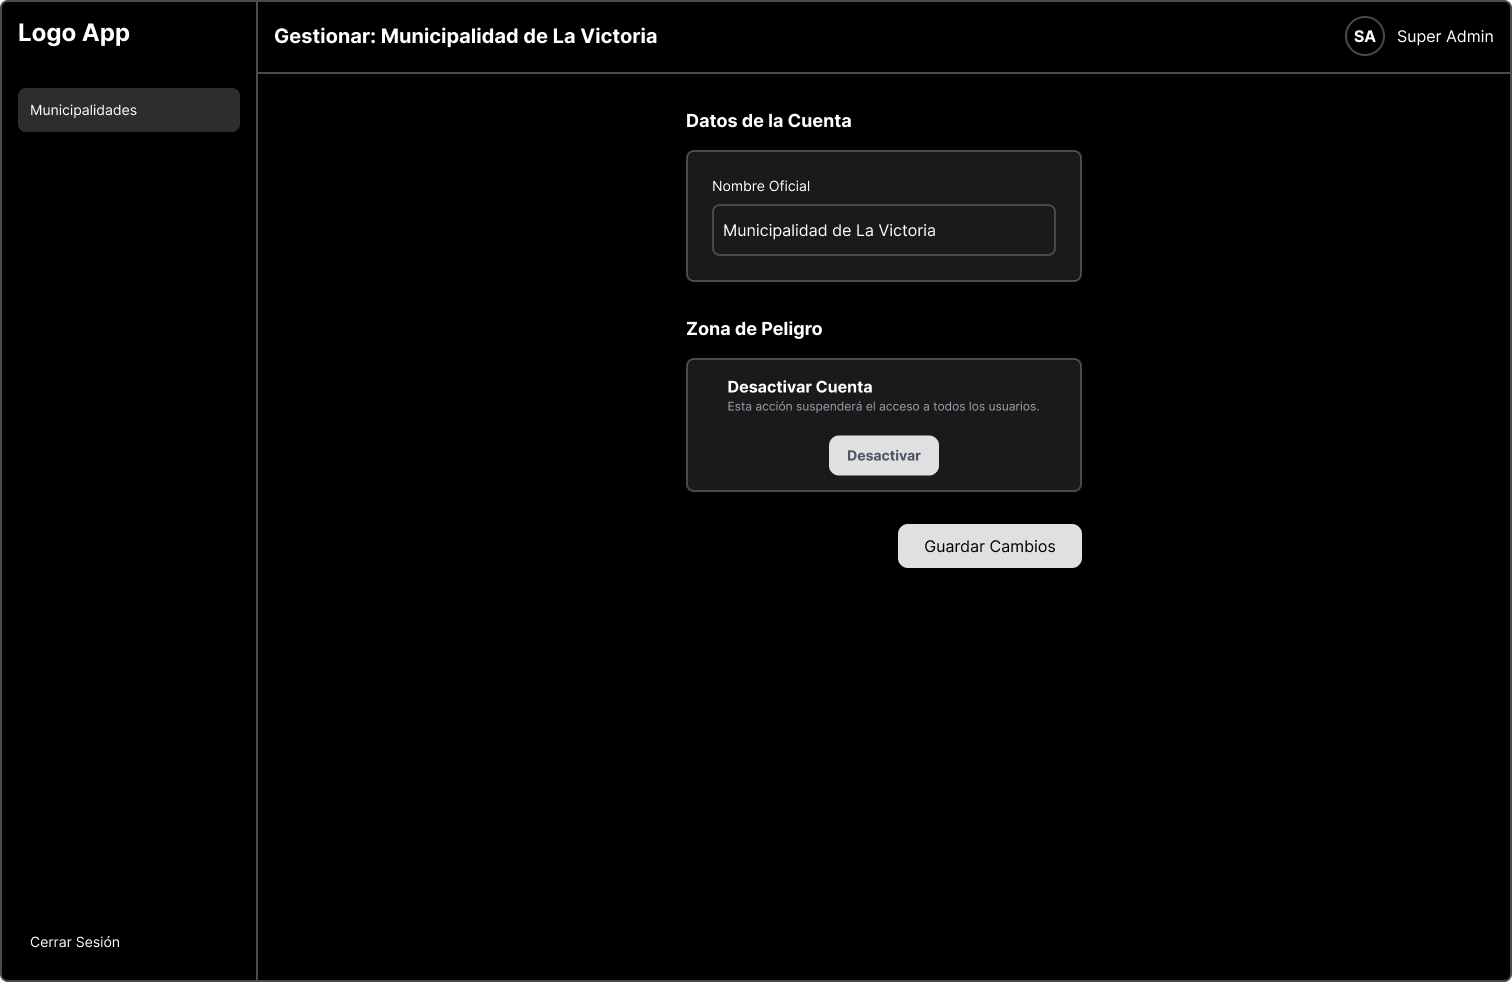 Logo App
Gestionar: Municipalidad de La Victoria
SA
Super Admin
Municipalidades
Datos de la Cuenta
Nombre Oficial
Municipalidad de La Victoria
Zona de Peligro
Desactivar Cuenta
Esta acción suspenderá el acceso a todos los usuarios.
Desactivar
Guardar Cambios
Cerrar Sesión